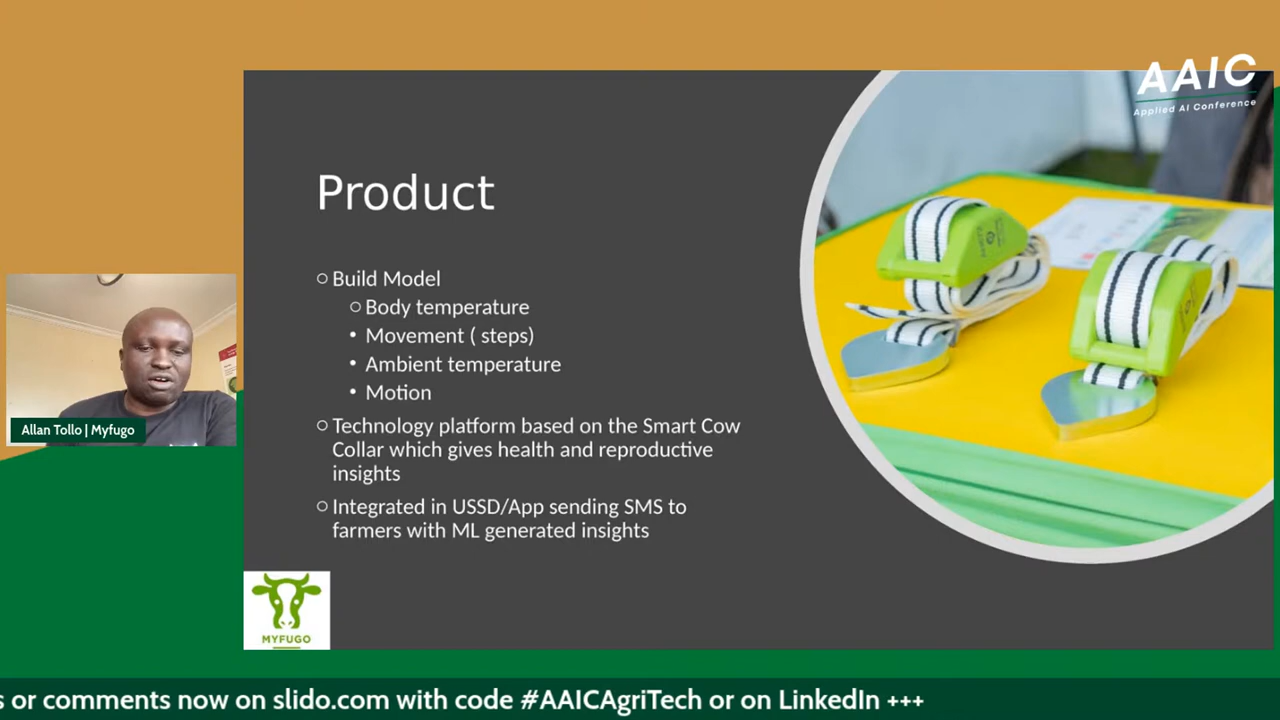 AAIC
Applied AI Conference
Product
Build Model
Body temperature
Movement ( steps)
Ambient temperature
Motion
Technology platform based on the Smart Cow
Collar which gives health and reproductive
insights
Integrated in USSD/App sending SMS to
farmers with ML generated insights
Allan Tollo | Myfugo
MYFUGO
s or comments now on slido.com with code #AAICAgriTech or on LinkedIn +++